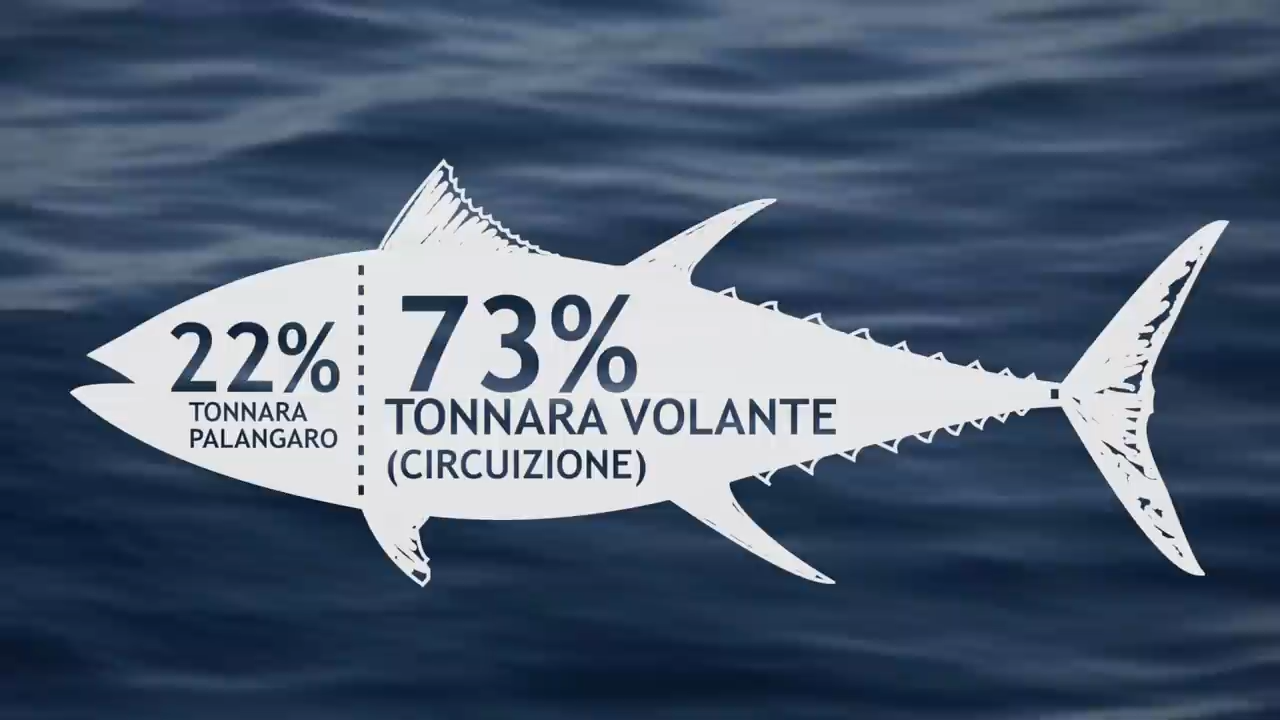 22%
TONNARA
PALANGARO
73%
TONNARA VOLANTE
(CIRCUIZIONE)